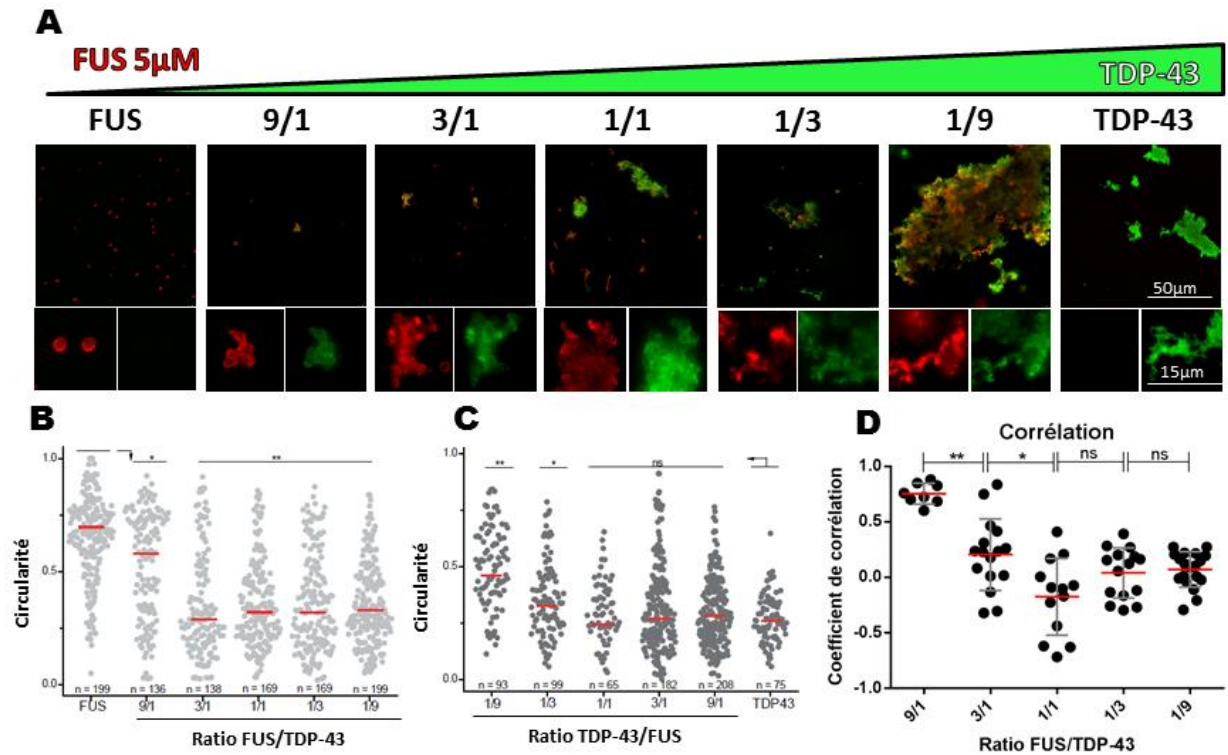 A
FUS 5µM
TDP-43
FUS 9/1 3/1 1/1 1/3 1/9 TDP-43
50µm
15µm
B
Circularité
1.0
0.5
0.0
* **
n = 199 n = 136 n = 138 n = 169 n = 169 n = 199
FUS 9/1 3/1 1/1 1/3 1/9
Ratio FUS/TDP-43
C
Circularité
1.0
0.5
0.0
** * ns
n = 93 n = 99 n = 65 n = 182 n = 208 n = 75
1/9 1/3 1/1 3/1 9/1 TDP43
Ratio TDP-43/FUS
D
Corrélation
** * ns ns
Coefficient de corrélation
1.0
0.5
0.0
-0.5
-1.0
9/1 3/1 1/1 1/3 1/9
Ratio FUS/TDP-43